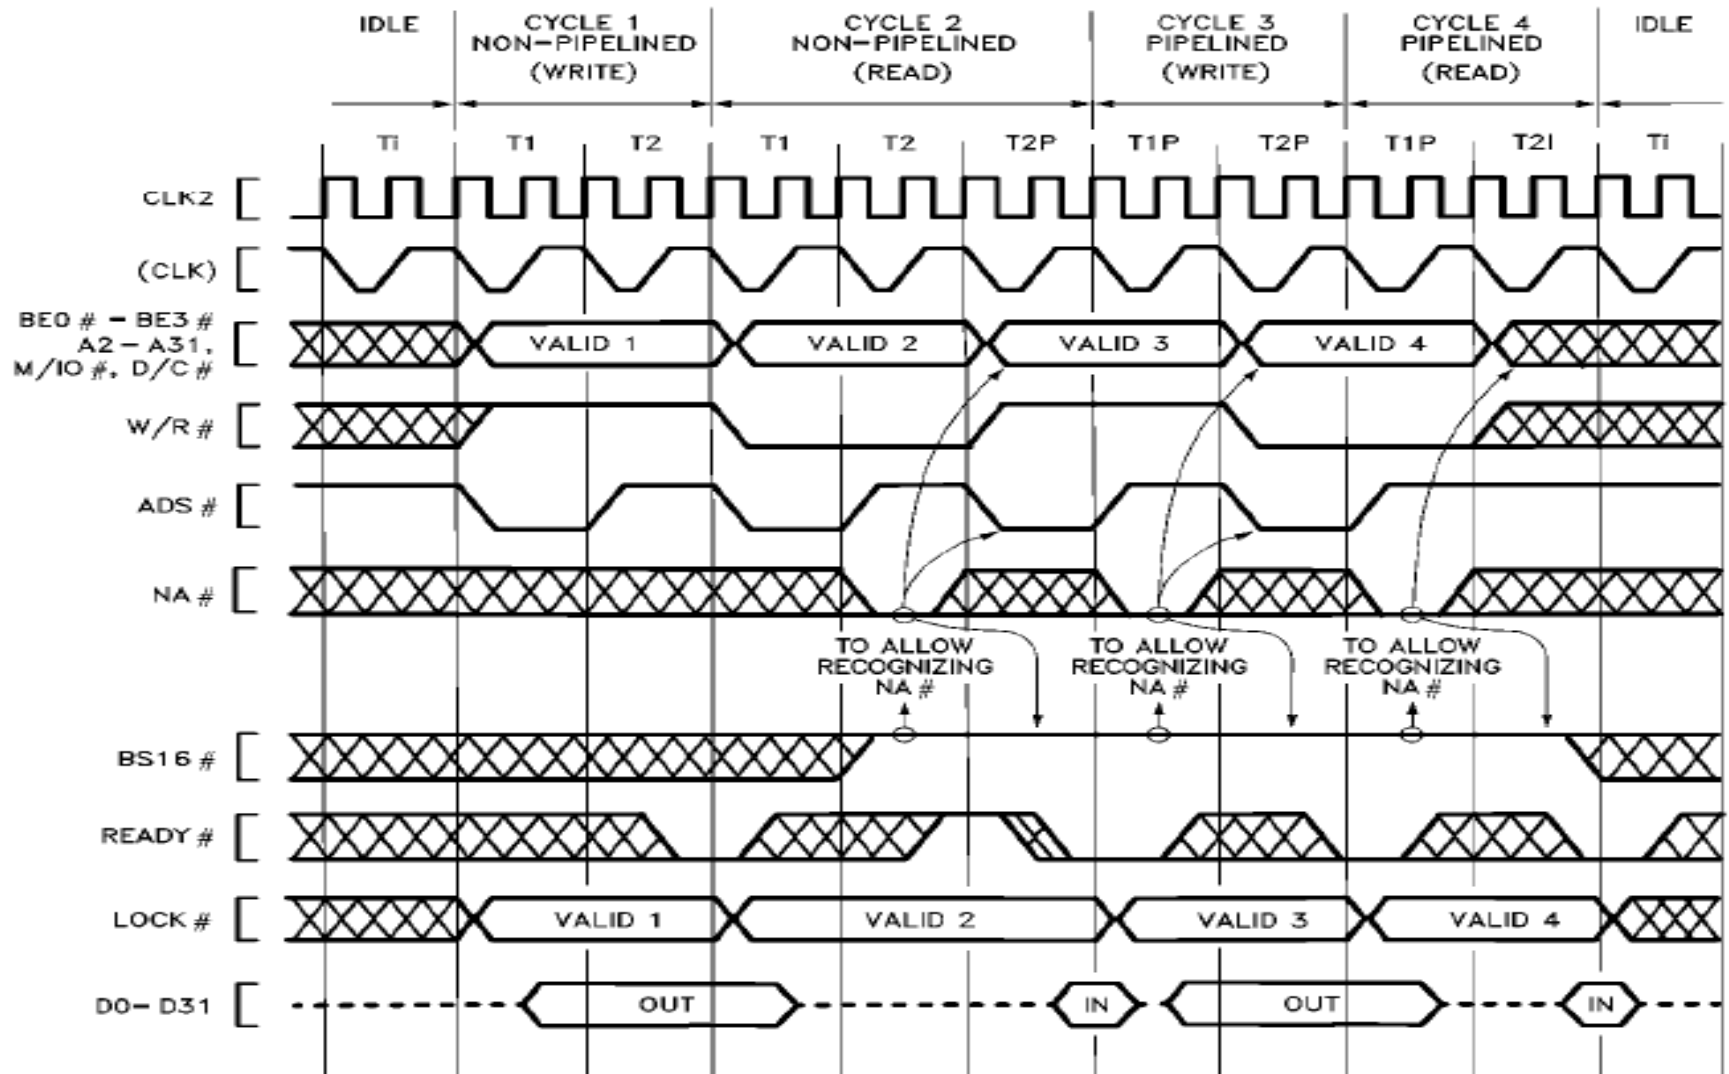 IDLE
CYCLE 1
NON-PIPELINED
(WRITE)
CYCLE 2
NON-PIPELINED
(READ)
CYCLE 3
PIPELINED
(WRITE)
CYCLE 4
PIPELINED
(READ)
IDLE
Ti T1 T2 T1 T2 T2P T1P T2P T1P T2I Ti
CLK2
(CLK)
BE0 # - BE3 #
A2 - A31,
M/IO #, D/C #
VALID 1 VALID 2 VALID 3 VALID 4
W/R #
ADS #
NA #
TO ALLOW
RECOGNIZING
NA #
TO ALLOW
RECOGNIZING
NA #
TO ALLOW
RECOGNIZING
NA #
BS16 #
READY #
LOCK #
VALID 1 VALID 2 VALID 3 VALID 4
D0- D31
OUT IN OUT IN